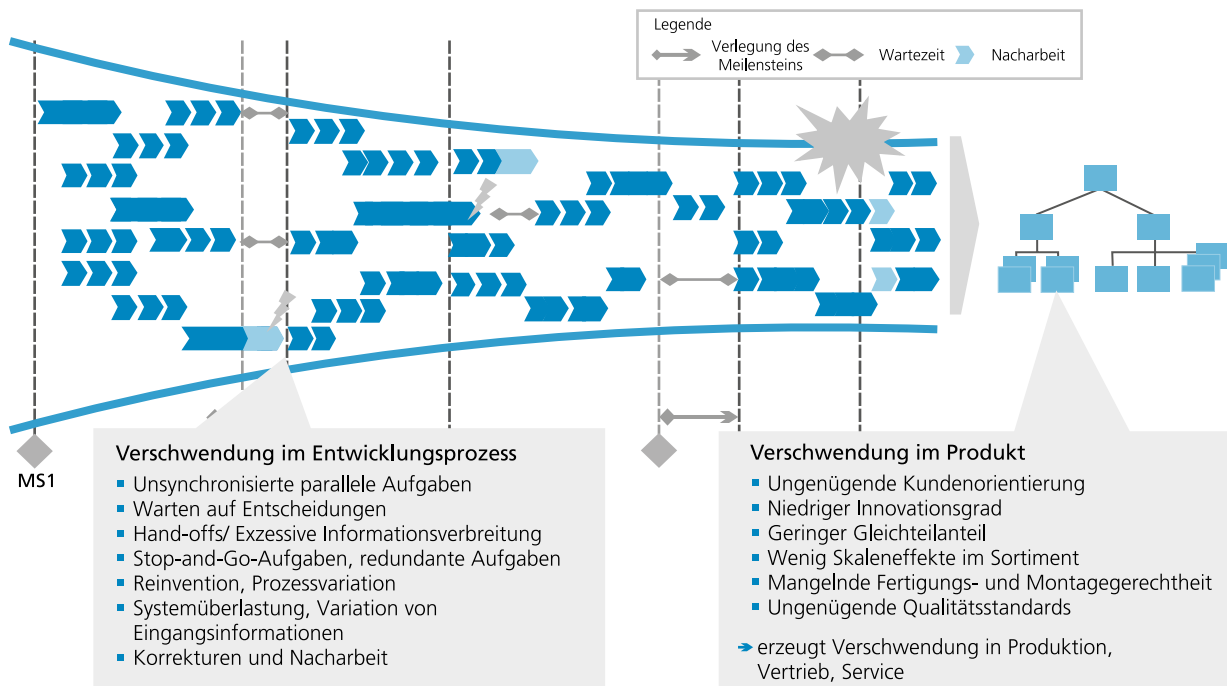 Legende
Verlegung des
Meilensteins
Wartezeit
Nacharbeit
MS1
Verschwendung im Entwicklungsprozess
Unsynchronisierte parallele Aufgaben
Warten auf Entscheidungen
Hand-offs/ Exzessive Informationsverbreitung
Stop-and-Go-Aufgaben, redundante Aufgaben
Reinvention, Prozessvariation
Systemüberlastung, Variation von
Eingangsinformationen
Korrekturen und Nacharbeit
Verschwendung im Produkt
Ungenügende Kundenorientierung
Niedriger Innovationsgrad
Geringer Gleichteilanteil
Wenig Skaleneffekte im Sortiment
Mangelnde Fertigungs- und Montagegerechtheit
Ungenügende Qualitätsstandards
erzeugt Verschwendung in Produktion,
Vertrieb, Service